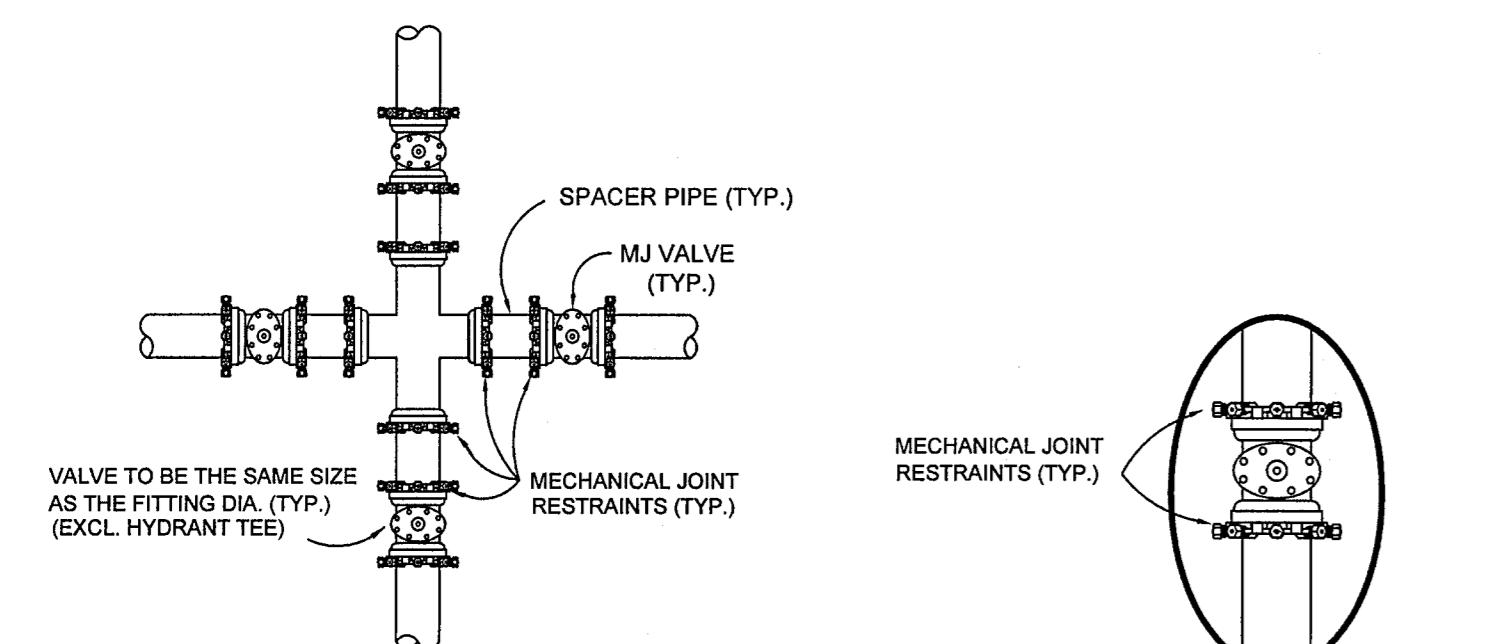 SPACER PIPE (TYP.)
MJ VALVE
(TYP.)
VALVE TO BE THE SAME SIZE
AS THE FITTING DIA. (TYP.)
(EXCL. HYDRANT TEE)
MECHANICAL JOINT
RESTRAINTS (TYP.)
MECHANICAL JOINT
RESTRAINTS (TYP.)